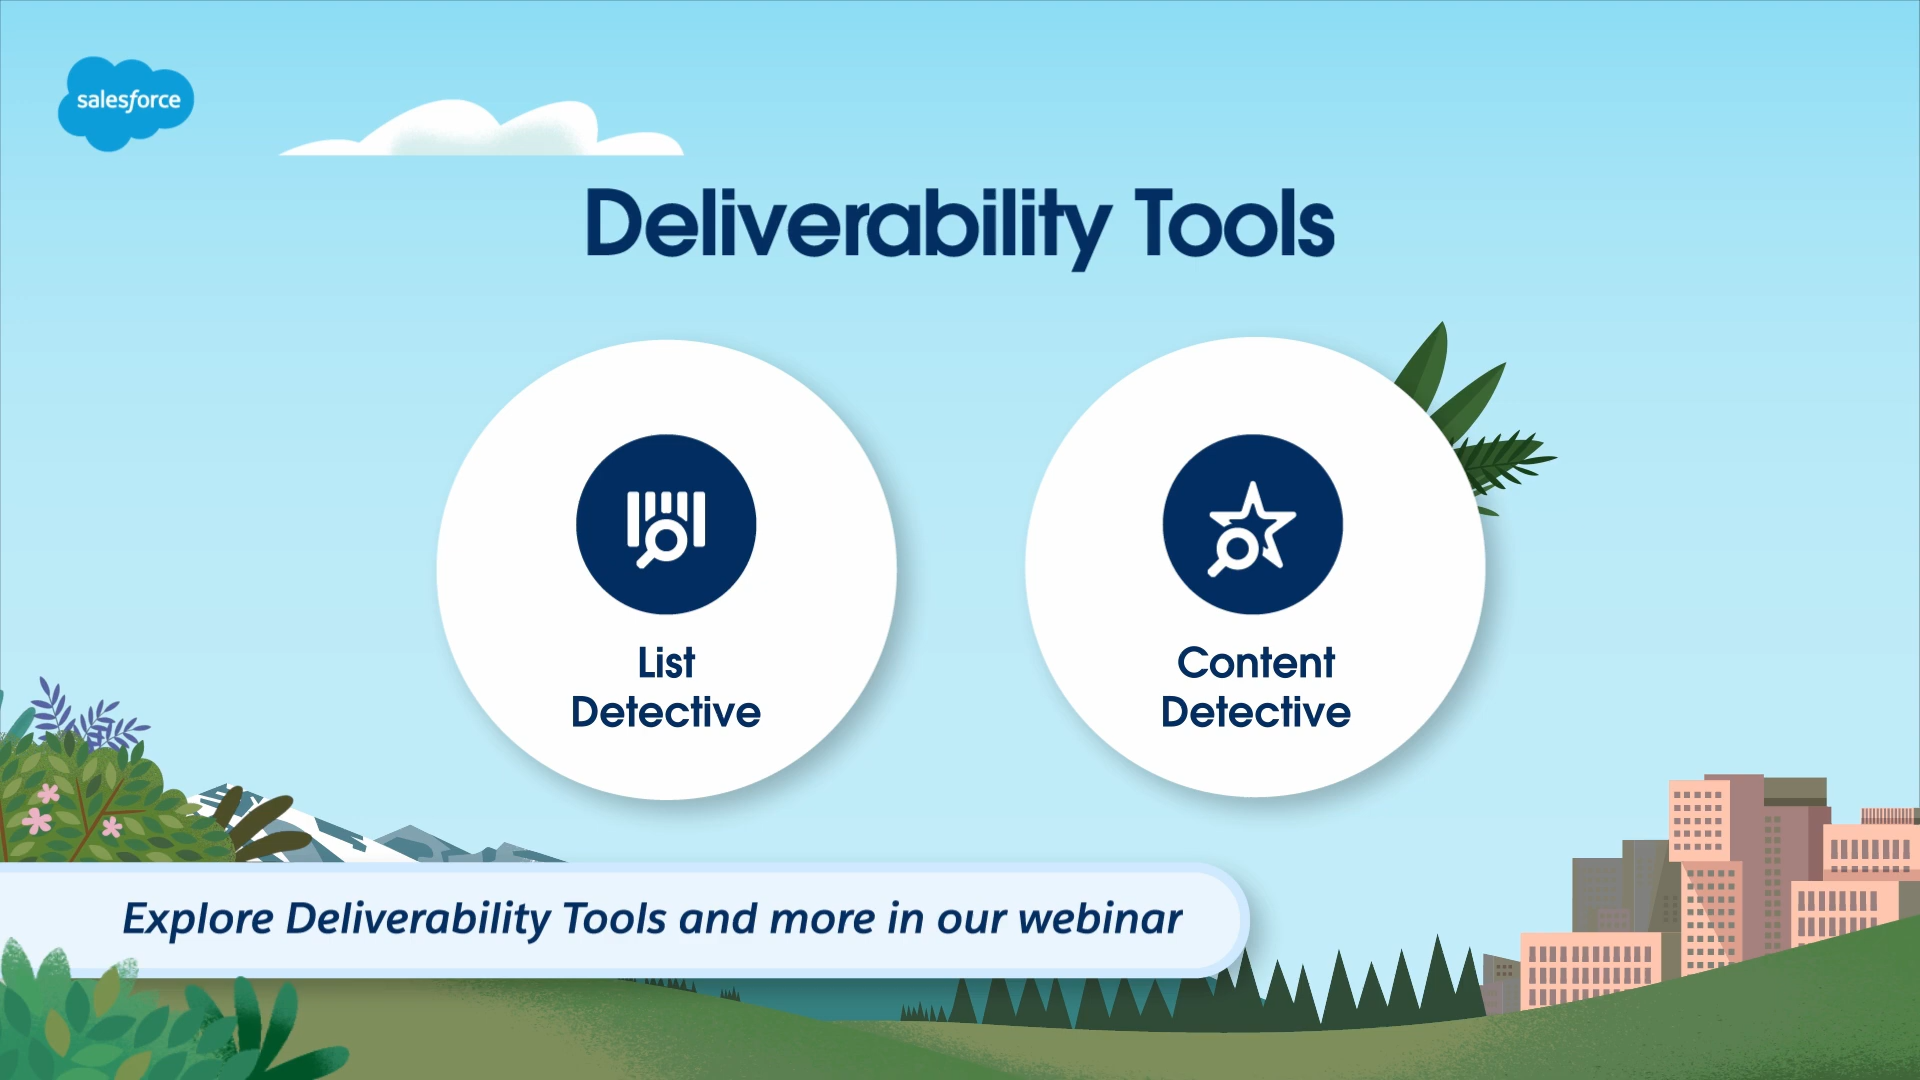 salesforce
Deliverability Tools
List
Detective
Content
Detective
Explore Deliverability Tools and more in our webinar